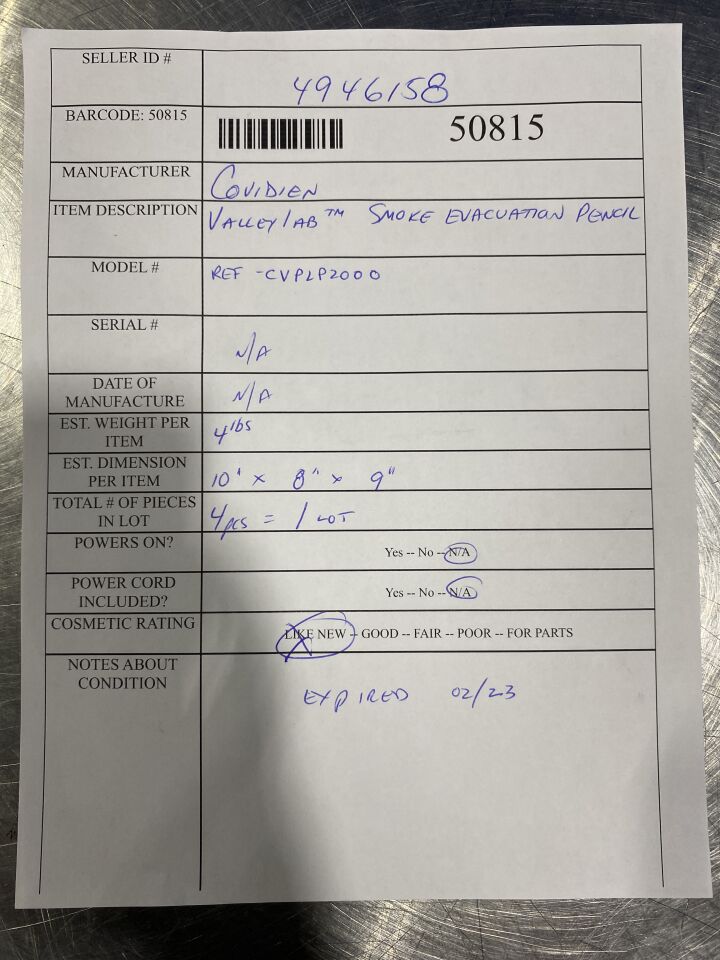 SELLER ID #
4946158
BARCODE: 50815
50815
MANUFACTURER
COVIDIEN
ITEM DESCRIPTION
VALLEYLAB™ SMOKE EVACUATION PENCIL
MODEL #
REF -CVPLP2000
SERIAL #
N/A
DATE OF
MANUFACTURE
N/A
EST. WEIGHT PER
ITEM
4 lbs
EST. DIMENSION
PER ITEM
10" x 8" x 9"
TOTAL # OF PIECES
IN LOT
4pcs = 1 LOT
POWERS ON?
Yes -- No -- N/A
POWER CORD
INCLUDED?
Yes -- No -- N/A
COSMETIC RATING
LIKE NEW -- GOOD -- FAIR -- POOR -- FOR PARTS
NOTES ABOUT
CONDITION
EXPIRED 02/23